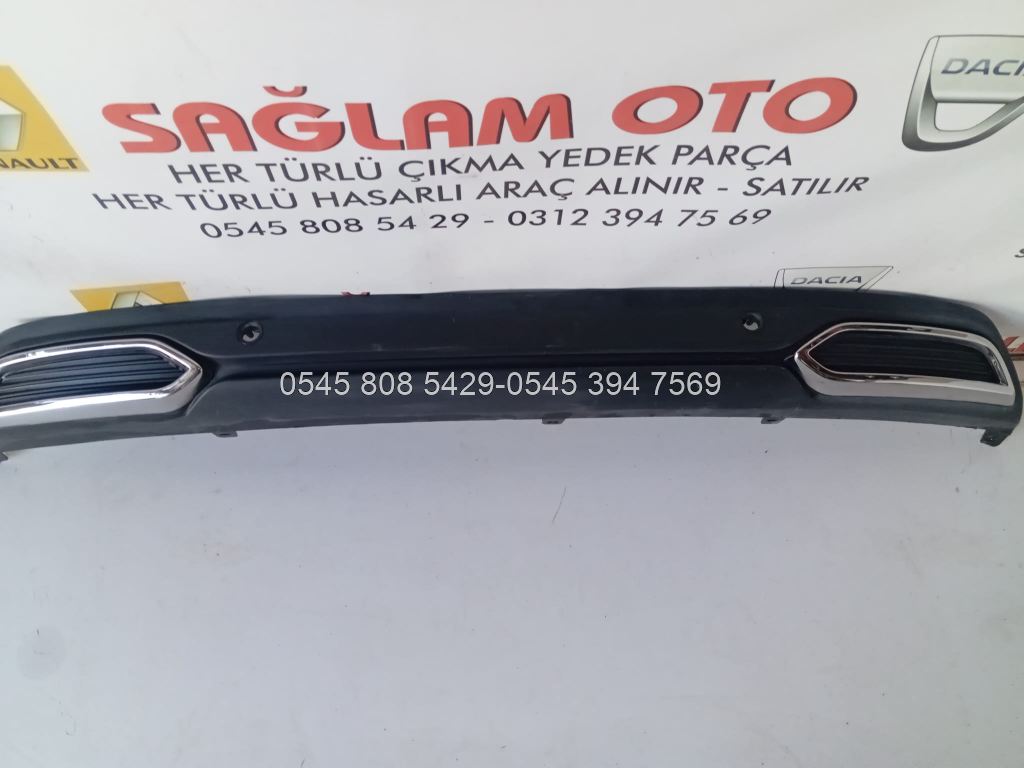 SAĞLAM OTO
DACIA
NAULT
HER TÜRLÜ ÇIKMA YEDEK PARÇA
HER TÜRLÜ HASARLI ARAÇ ALINIR - SATILIR
0545 808 54 29 - 0312 394 75 69
DACIA
0545 808 5429-0545 394 7569